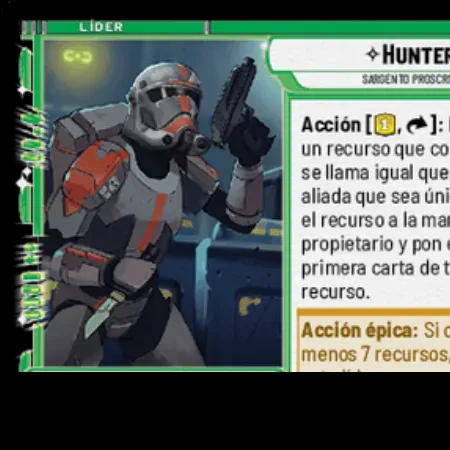 LÍDER
HUNTER
SARGENTO PROSCRI
Acción [1, ]:
un recurso que co
se llama igual que
aliada que sea úni
el recurso a la ma
propietario y pon e
primera carta de t
recurso.
Acción épica: Si c
menos 7 recursos,